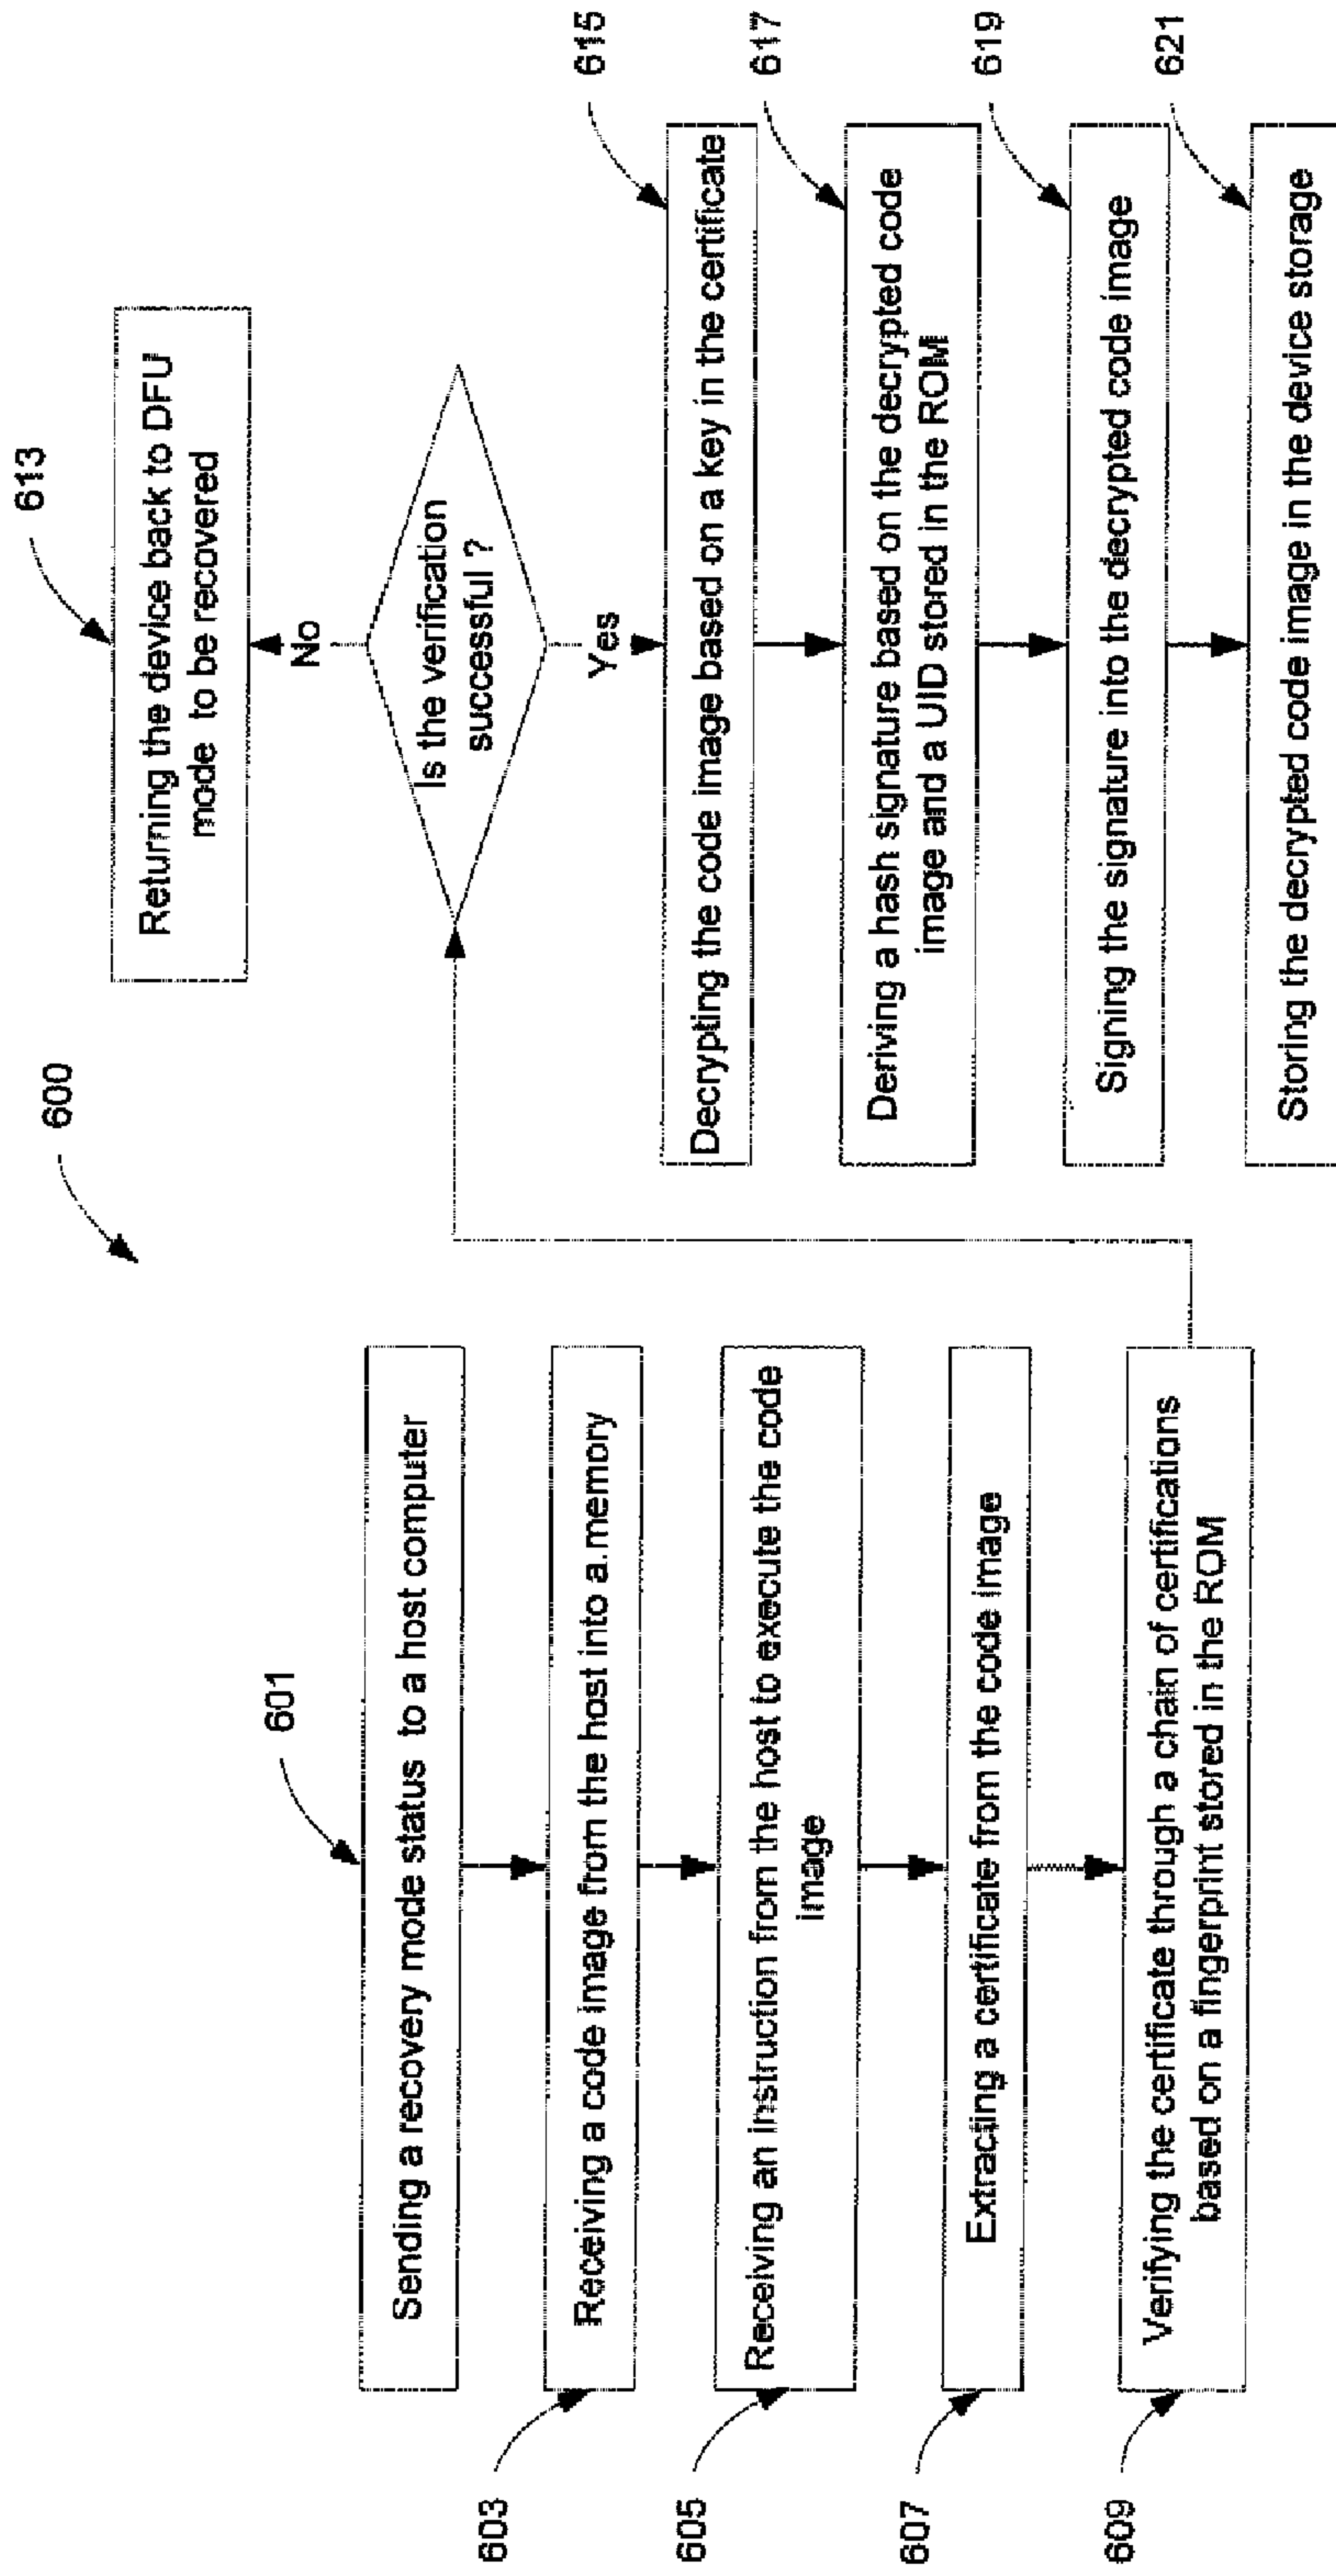 600
601
Sending a recovery mode status to a host computer
603
Receiving a code image from the host into a memory
605
Receiving an instruction from the host to execute the code
image
607
Extracting a certificate from the code image
609
Verifying the certificate through a chain of certifications
based on a fingerprint stored in the ROM
613
Returning the device back to DFU
mode to be recovered
No
Is the verification
successful ?
Yes
615
Decrypting the code image based on a key in the certificate
617
Deriving a hash signature based on the decrypted code
image and a UID stored in the ROM
619
Signing the signature into the decrypted code image
621
Storing the decrypted code image in the device storage